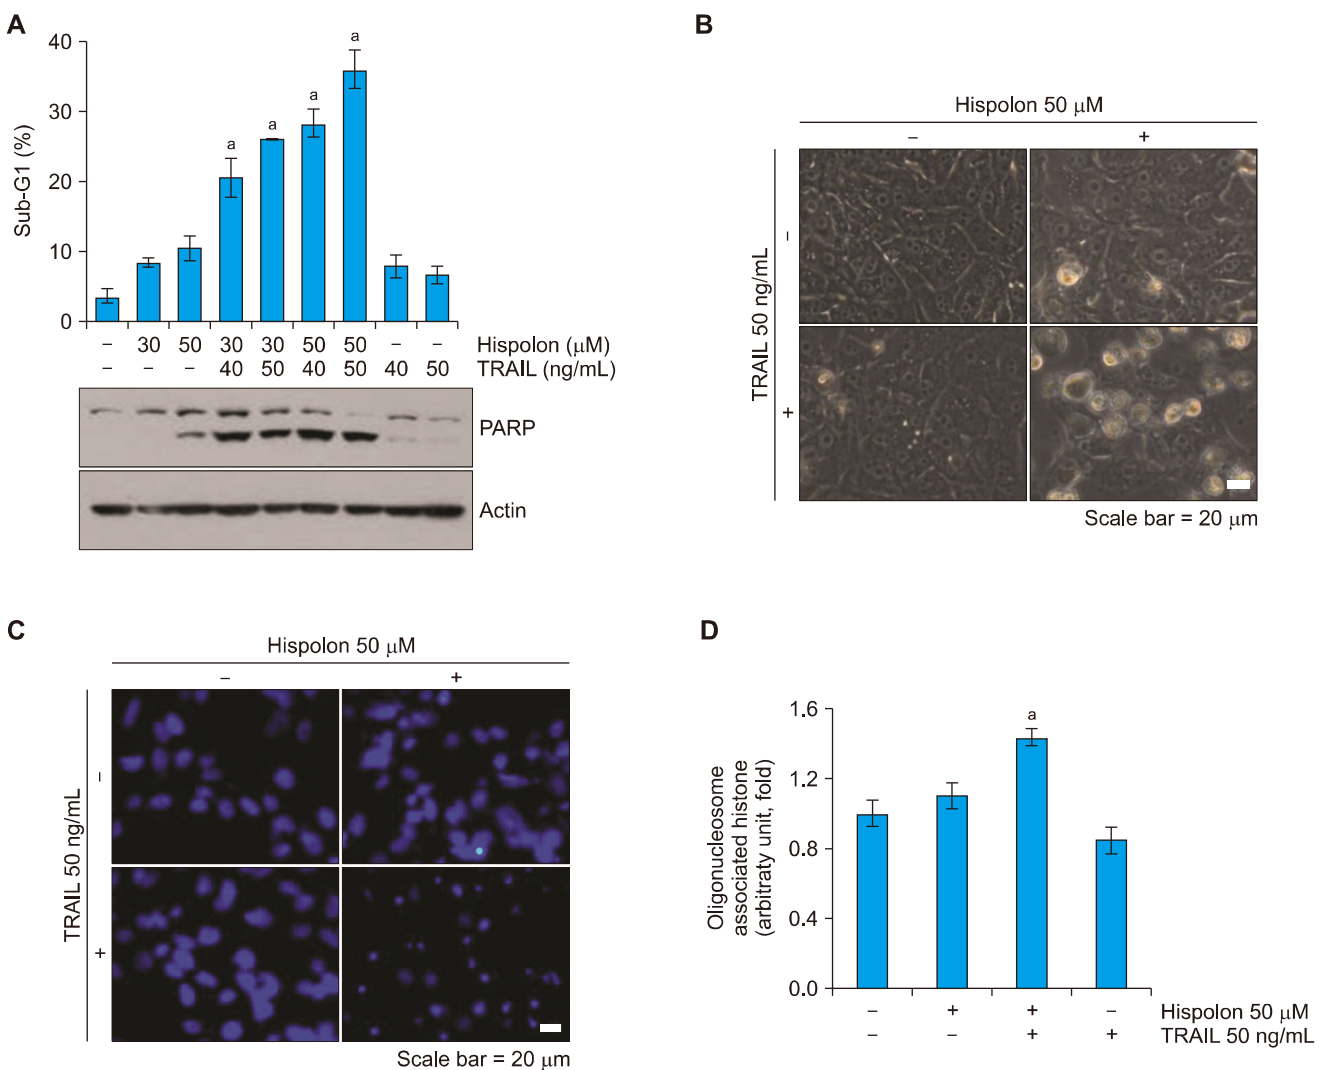 A
40
30
20
10
0
Sub-G1 (%)
a
a
a
a
– 30 50 30 30 50 50 – – Hispolon (μM)
– – – 40 50 40 50 40 50 TRAIL (ng/mL)
PARP
Actin
B
Hispolon 50 μM
– +
TRAIL 50 ng/mL
–
+
Scale bar = 20 μm
C
Hispolon 50 μM
– +
TRAIL 50 ng/mL
–
+
Scale bar = 20 μm
D
Oligonucleosome
associated histone
(arbitraty unit, fold)
1.6
1.2
0.8
0.4
0.0
a
– + + – Hispolon 50 μM
– – + + TRAIL 50 ng/mL